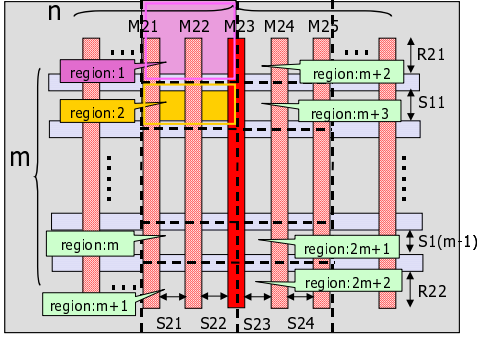 n
M21 M22 M23 M24 M25
R21
region:1
region:m+2
S11
region:2
region:m+3
m
region:m
region:2m+1
S1(m-1)
region:2m+2
R22
region:m+1
S21 S22 S23 S24